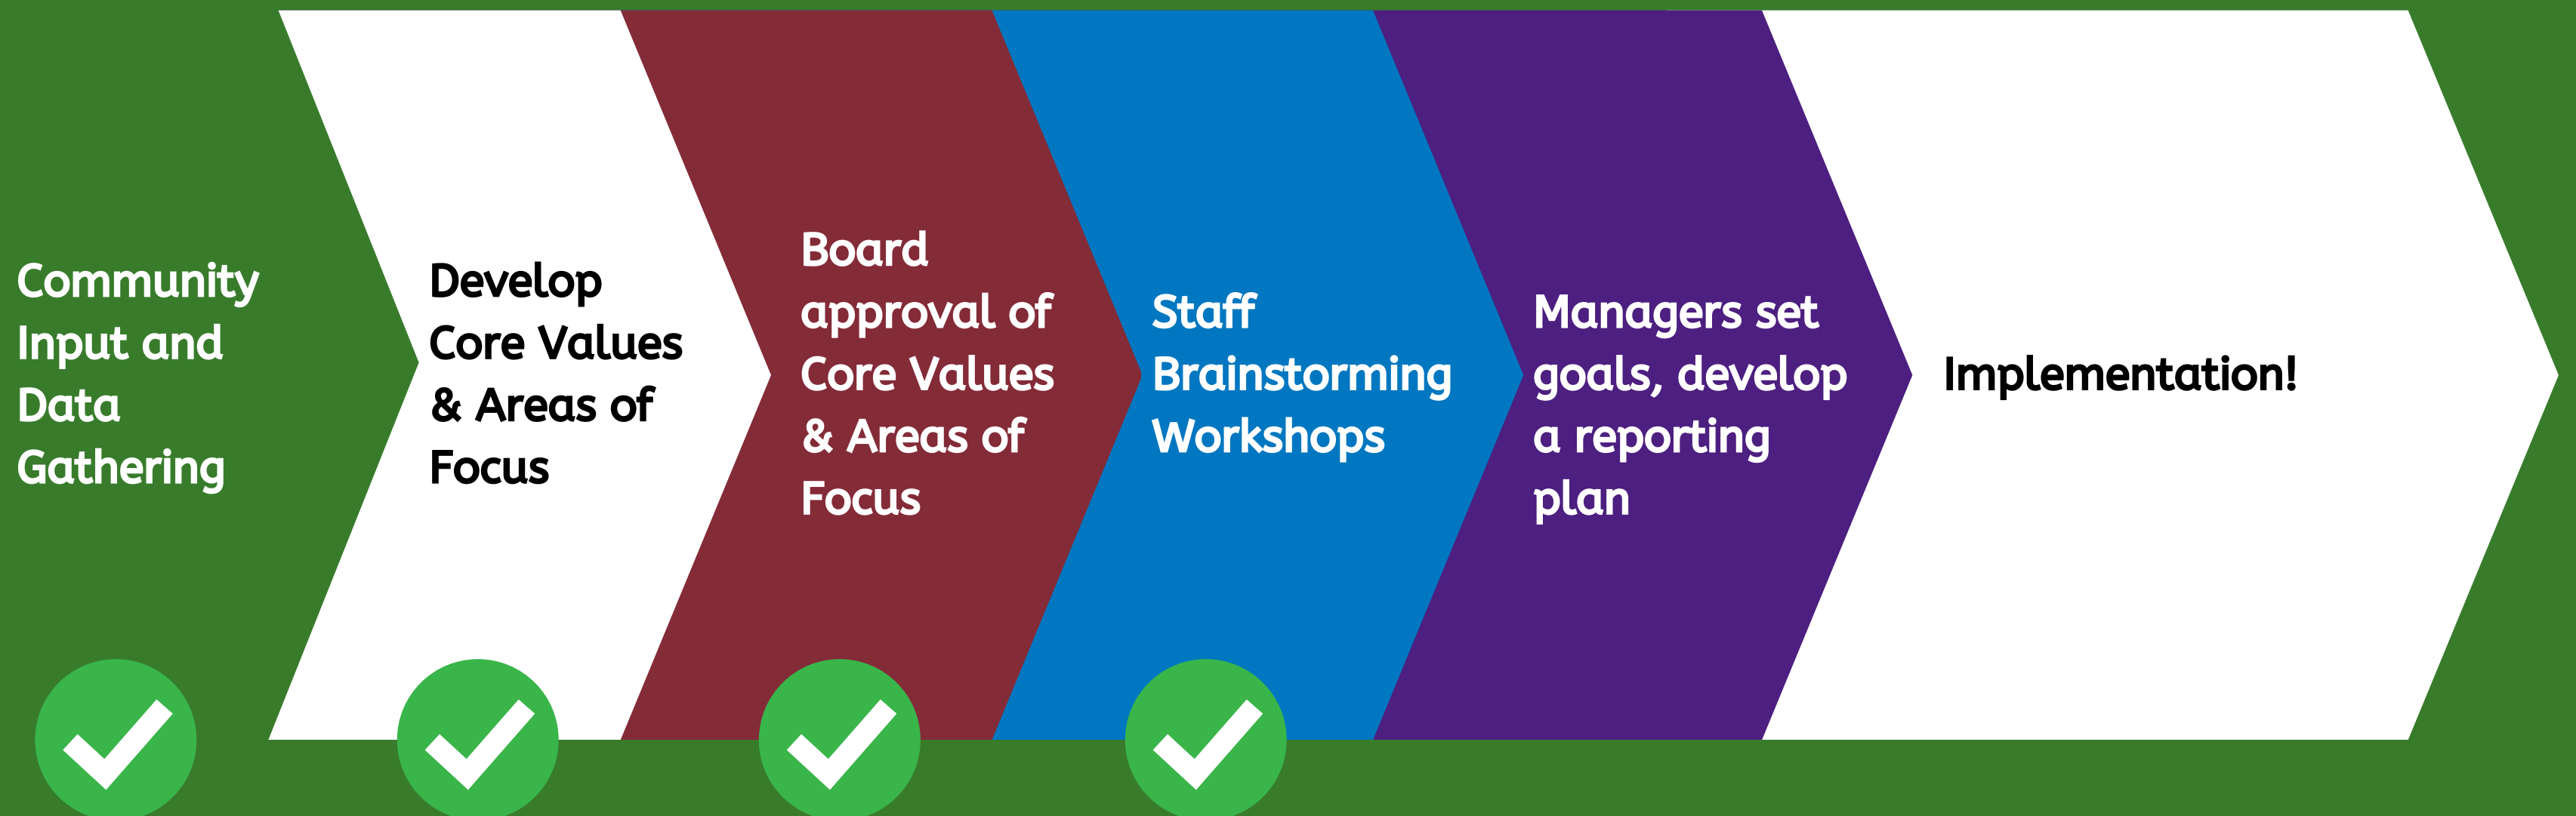 Community
Input and
Data
Gathering
Develop
Core Values
& Areas of
Focus
Board
approval of
Core Values
& Areas of
Focus
Staff
Brainstorming
Workshops
Managers set
goals, develop
a reporting
plan
Implementation!